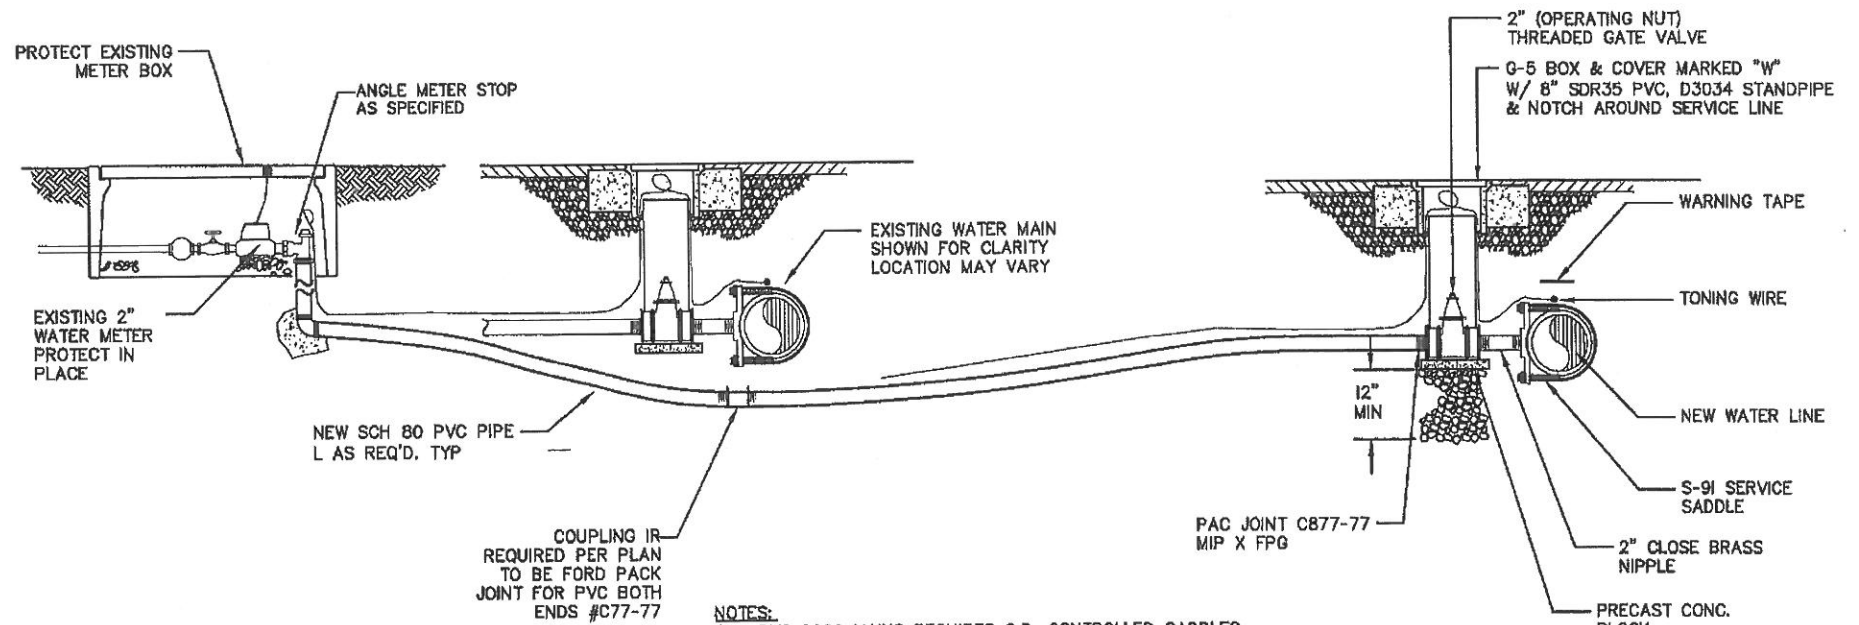 PROTECT EXISTING
METER BOX
ANGLE METER STOP
AS SPECIFIED
2" (OPERATING NUT)
THREADED GATE VALVE
G-5 BOX & COVER MARKED "W"
W/ 8" SDR35 PVC, D3034 STANDPIPE
& NOTCH AROUND SERVICE LINE
WARNING TAPE
EXISTING WATER MAIN
SHOWN FOR CLARITY
LOCATION MAY VARY
TONING WIRE
EXISTING 2"
WATER METER
PROTECT IN
PLACE
12"
MIN
NEW WATER LINE
NEW SCH 80 PVC PIPE
L AS REQ'D. TYP
S-91 SERVICE
SADDLE
PAC JOINT C877-77
MIP X FPG
2" CLOSE BRASS
NIPPLE
COUPLING IR
REQUIRED PER PLAN
TO BE FORD PACK
JOINT FOR PVC BOTH
ENDS #C77-77
NOTES:
PRECAST CONC.